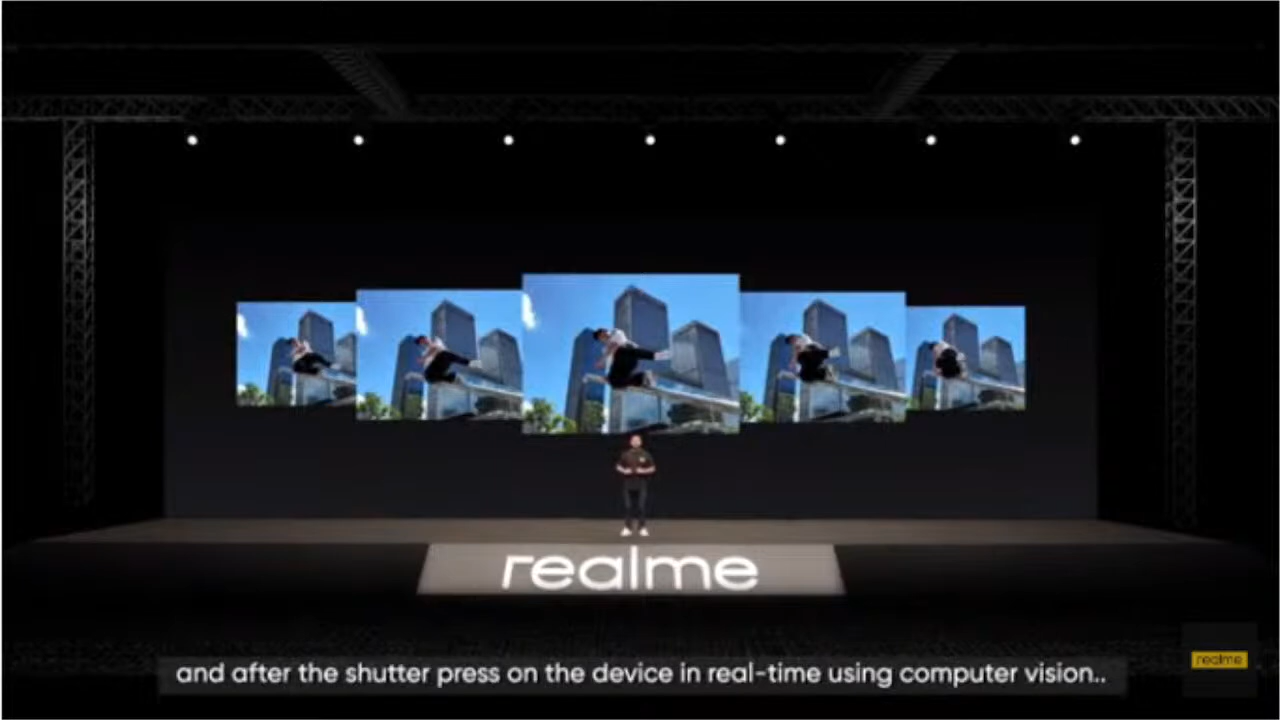 realme
realme
and after the shutter press on the device in real-time using computer vision..